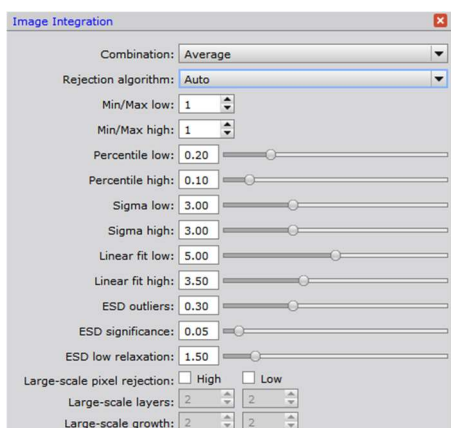 Image Integration
Combination: Average
Rejection algorithm: Auto
Min/Max low: 1
Min/Max high: 1
Percentile low: 0.20
Percentile high: 0.10
Sigma low: 3.00
Sigma high: 3.00
Linear fit low: 5.00
Linear fit high: 3.50
ESD outliers: 0.30
ESD significance: 0.05
ESD low relaxation: 1.50
Large-scale pixel rejection: High Low
Large-scale layers: 2 2
Large-scale growth: 2 2